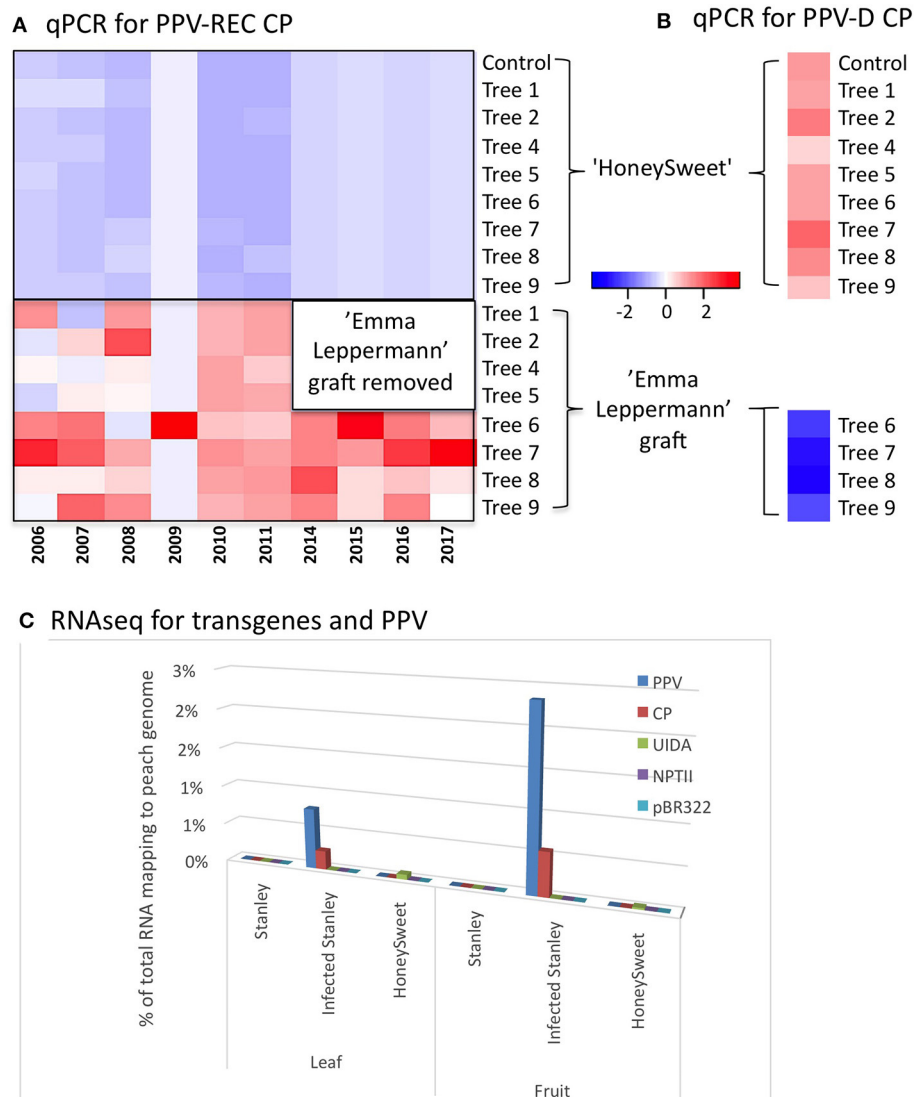 A qPCR for PPV-REC CP
B qPCR for PPV-D CP
Control
Tree 1
Tree 2
Tree 4
Tree 5
Tree 6
Tree 7
Tree 8
Tree 9
'HoneySweet'
Control
Tree 1
Tree 2
Tree 4
Tree 5
Tree 6
Tree 7
Tree 8
Tree 9
-2 0 2
’Emma
Leppermann’
graft removed
Tree 1
Tree 2
Tree 4
Tree 5
Tree 6
Tree 7
Tree 8
Tree 9
’Emma
Leppermann’
graft
Tree 6
Tree 7
Tree 8
Tree 9
2006 2007 2008 2009 2010 2011 2014 2015 2016 2017
C RNAseq for transgenes and PPV
% of total RNA mapping to peach genome
3%
2%
2%
1%
1%
0%
PPV
CP
UIDA
NPTII
pBR322
Stanley
Infected Stanley
HoneySweet
Stanley
Infected Stanley
HoneySweet
Leaf
Fruit